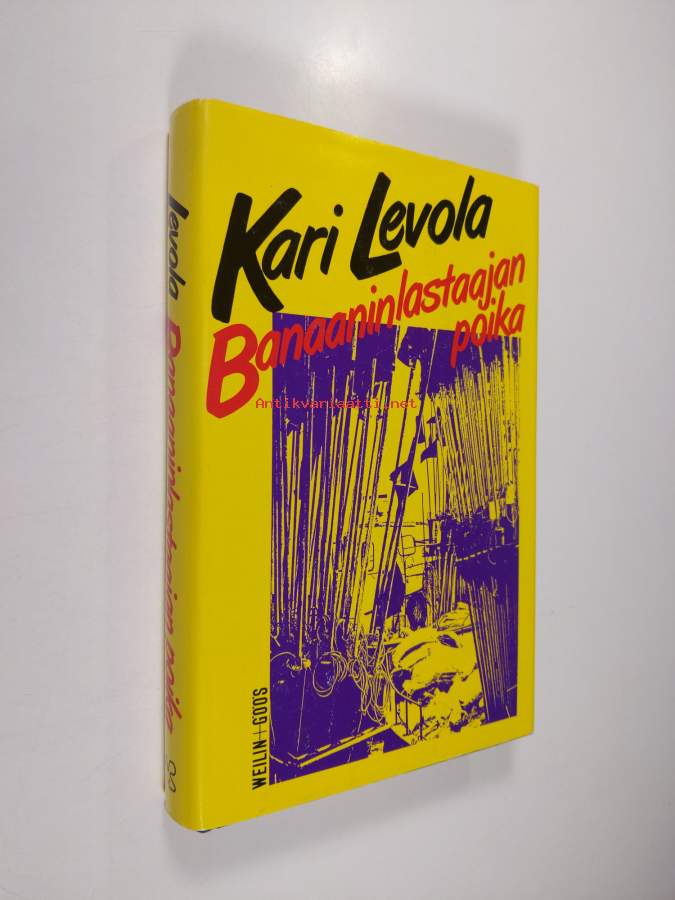 Kari Levola
Banaaninlastaajan
poika
Antikvariaatti.net
WEILIN+GÖÖS
Levola Banaaninlastaajan poika